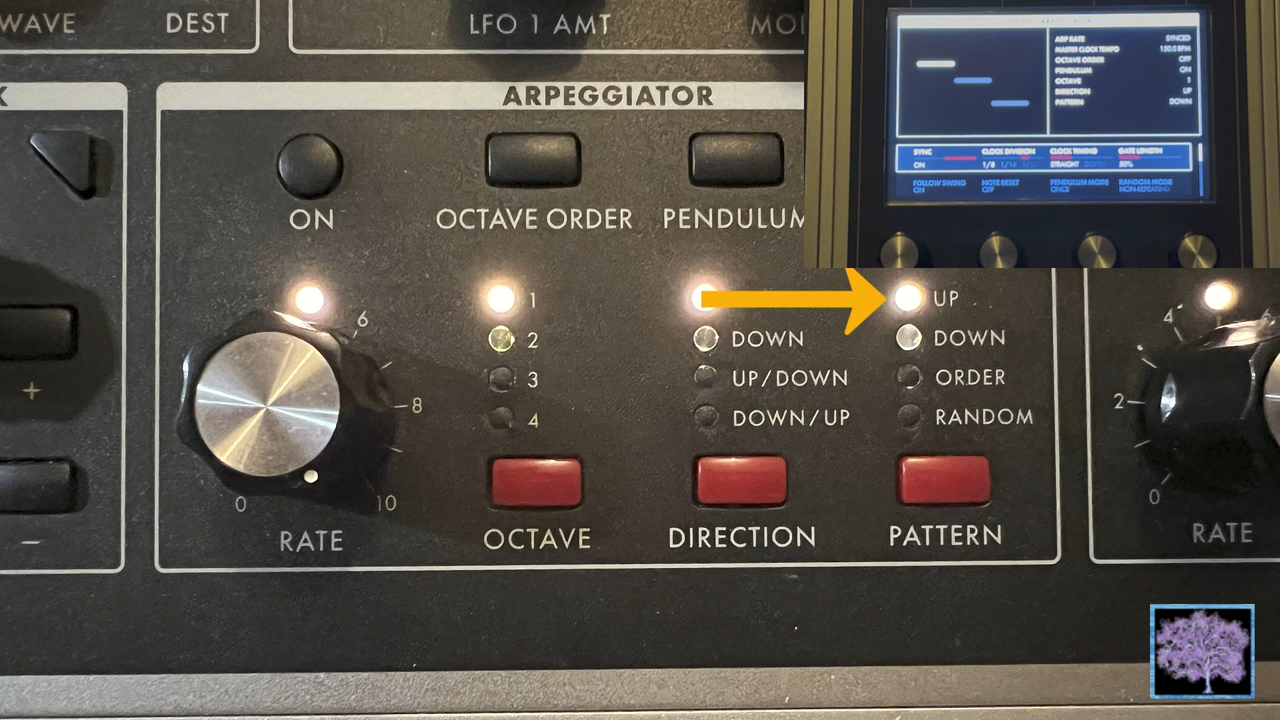 WAVE
DEST
LFO 1 AMT
K
ARPEGGIATOR
ON
OCTAVE ORDER
PENDULUM
ARP RATE SYNCED
MASTER CLOCK TEMPO 150.0 BPM
OCTAVE ORDER OFF
PENDULUM ON
OCTAVE 1
DIRECTION UP
PATTERN DOWN
SYNC CLOCK DIVISION CLOCK TIMING GATE LENGTH
ON 1/8 1/16 STRAIGHT 50%
FOLLOW SWING NOTE RESET PENDULUM MODE RANDOM MODE
ON OFF ONCE NON-REPEATING
6
8
0
10
RATE
1
2
3
4
OCTAVE
DOWN
UP/DOWN
DOWN/UP
DIRECTION
UP
DOWN
ORDER
RANDOM
PATTERN
+
–
4
2
0
RATE